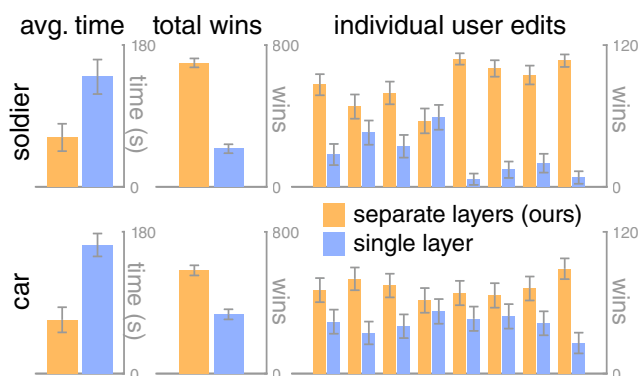 avg. time
total wins
individual user edits
soldier
180
time (s)
0
800
wins
0
120
wins
0
car
180
time (s)
0
800
wins
0
separate layers (ours)
single layer
120
wins
0